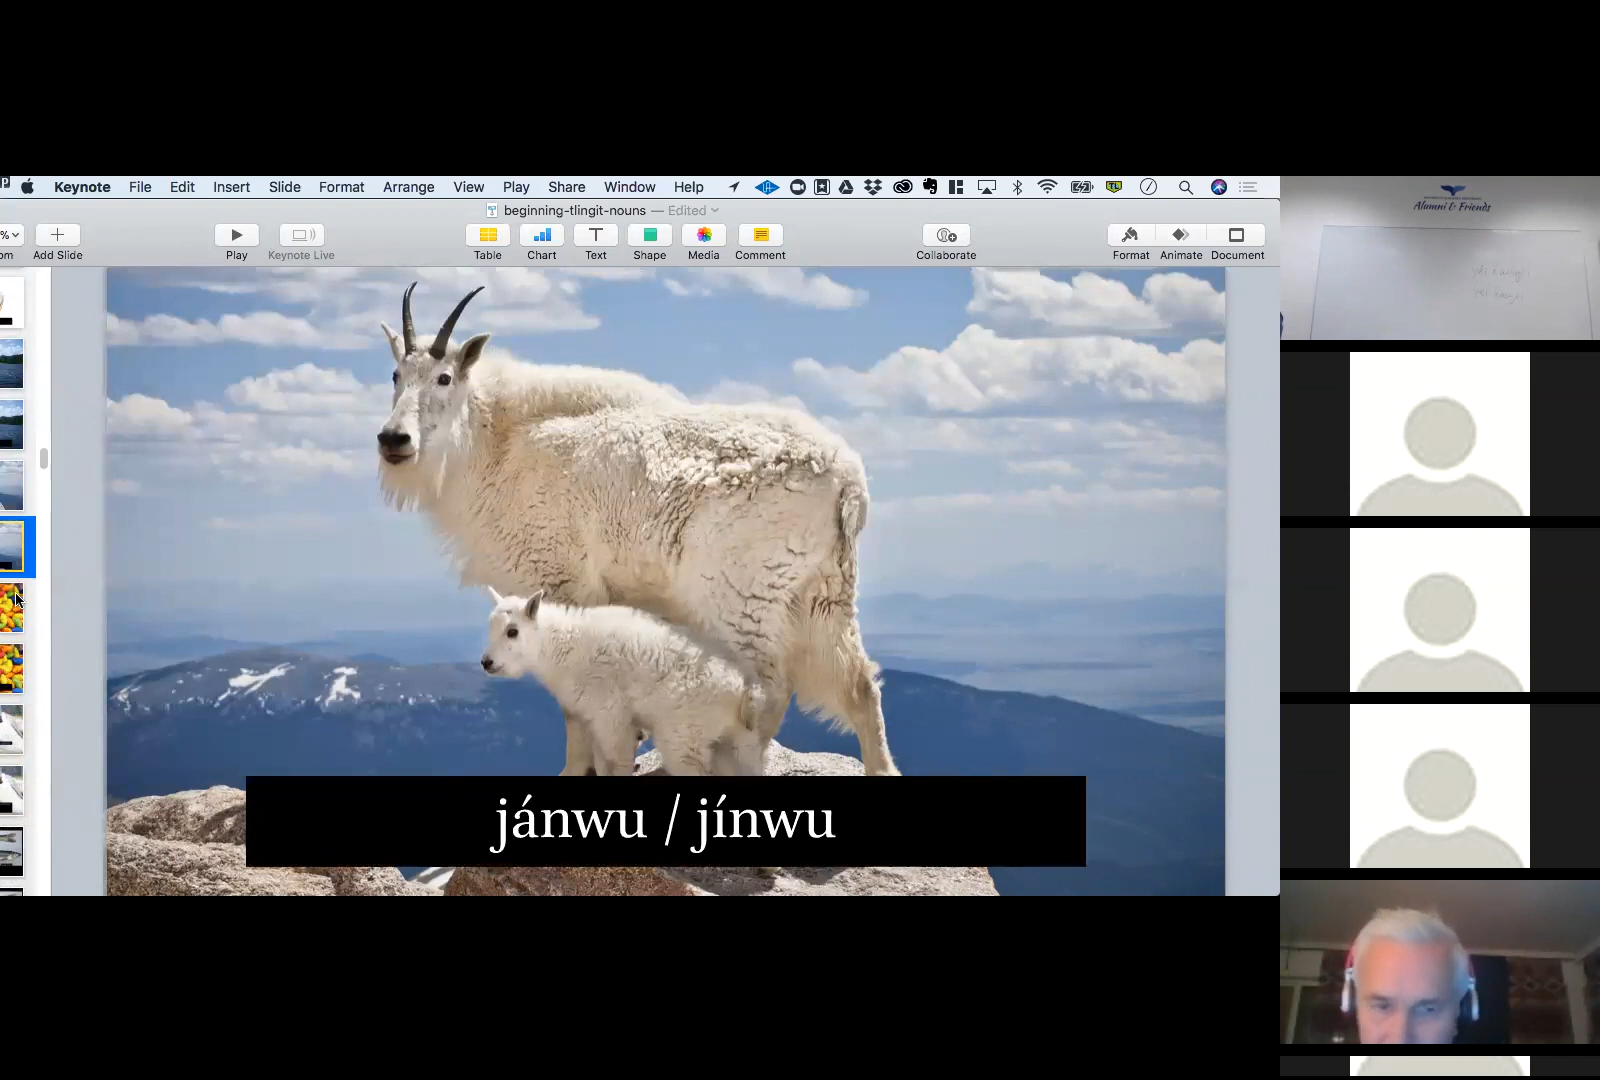 Keynote File Edit Insert Slide Format Arrange View Play Share Window Help
beginning-tlingit-nouns — Edited
%
om Add Slide Play Keynote Live Table Chart Text Shape Media Comment Collaborate Format Animate Document
jánwu / jínwu
Alumni & Friends